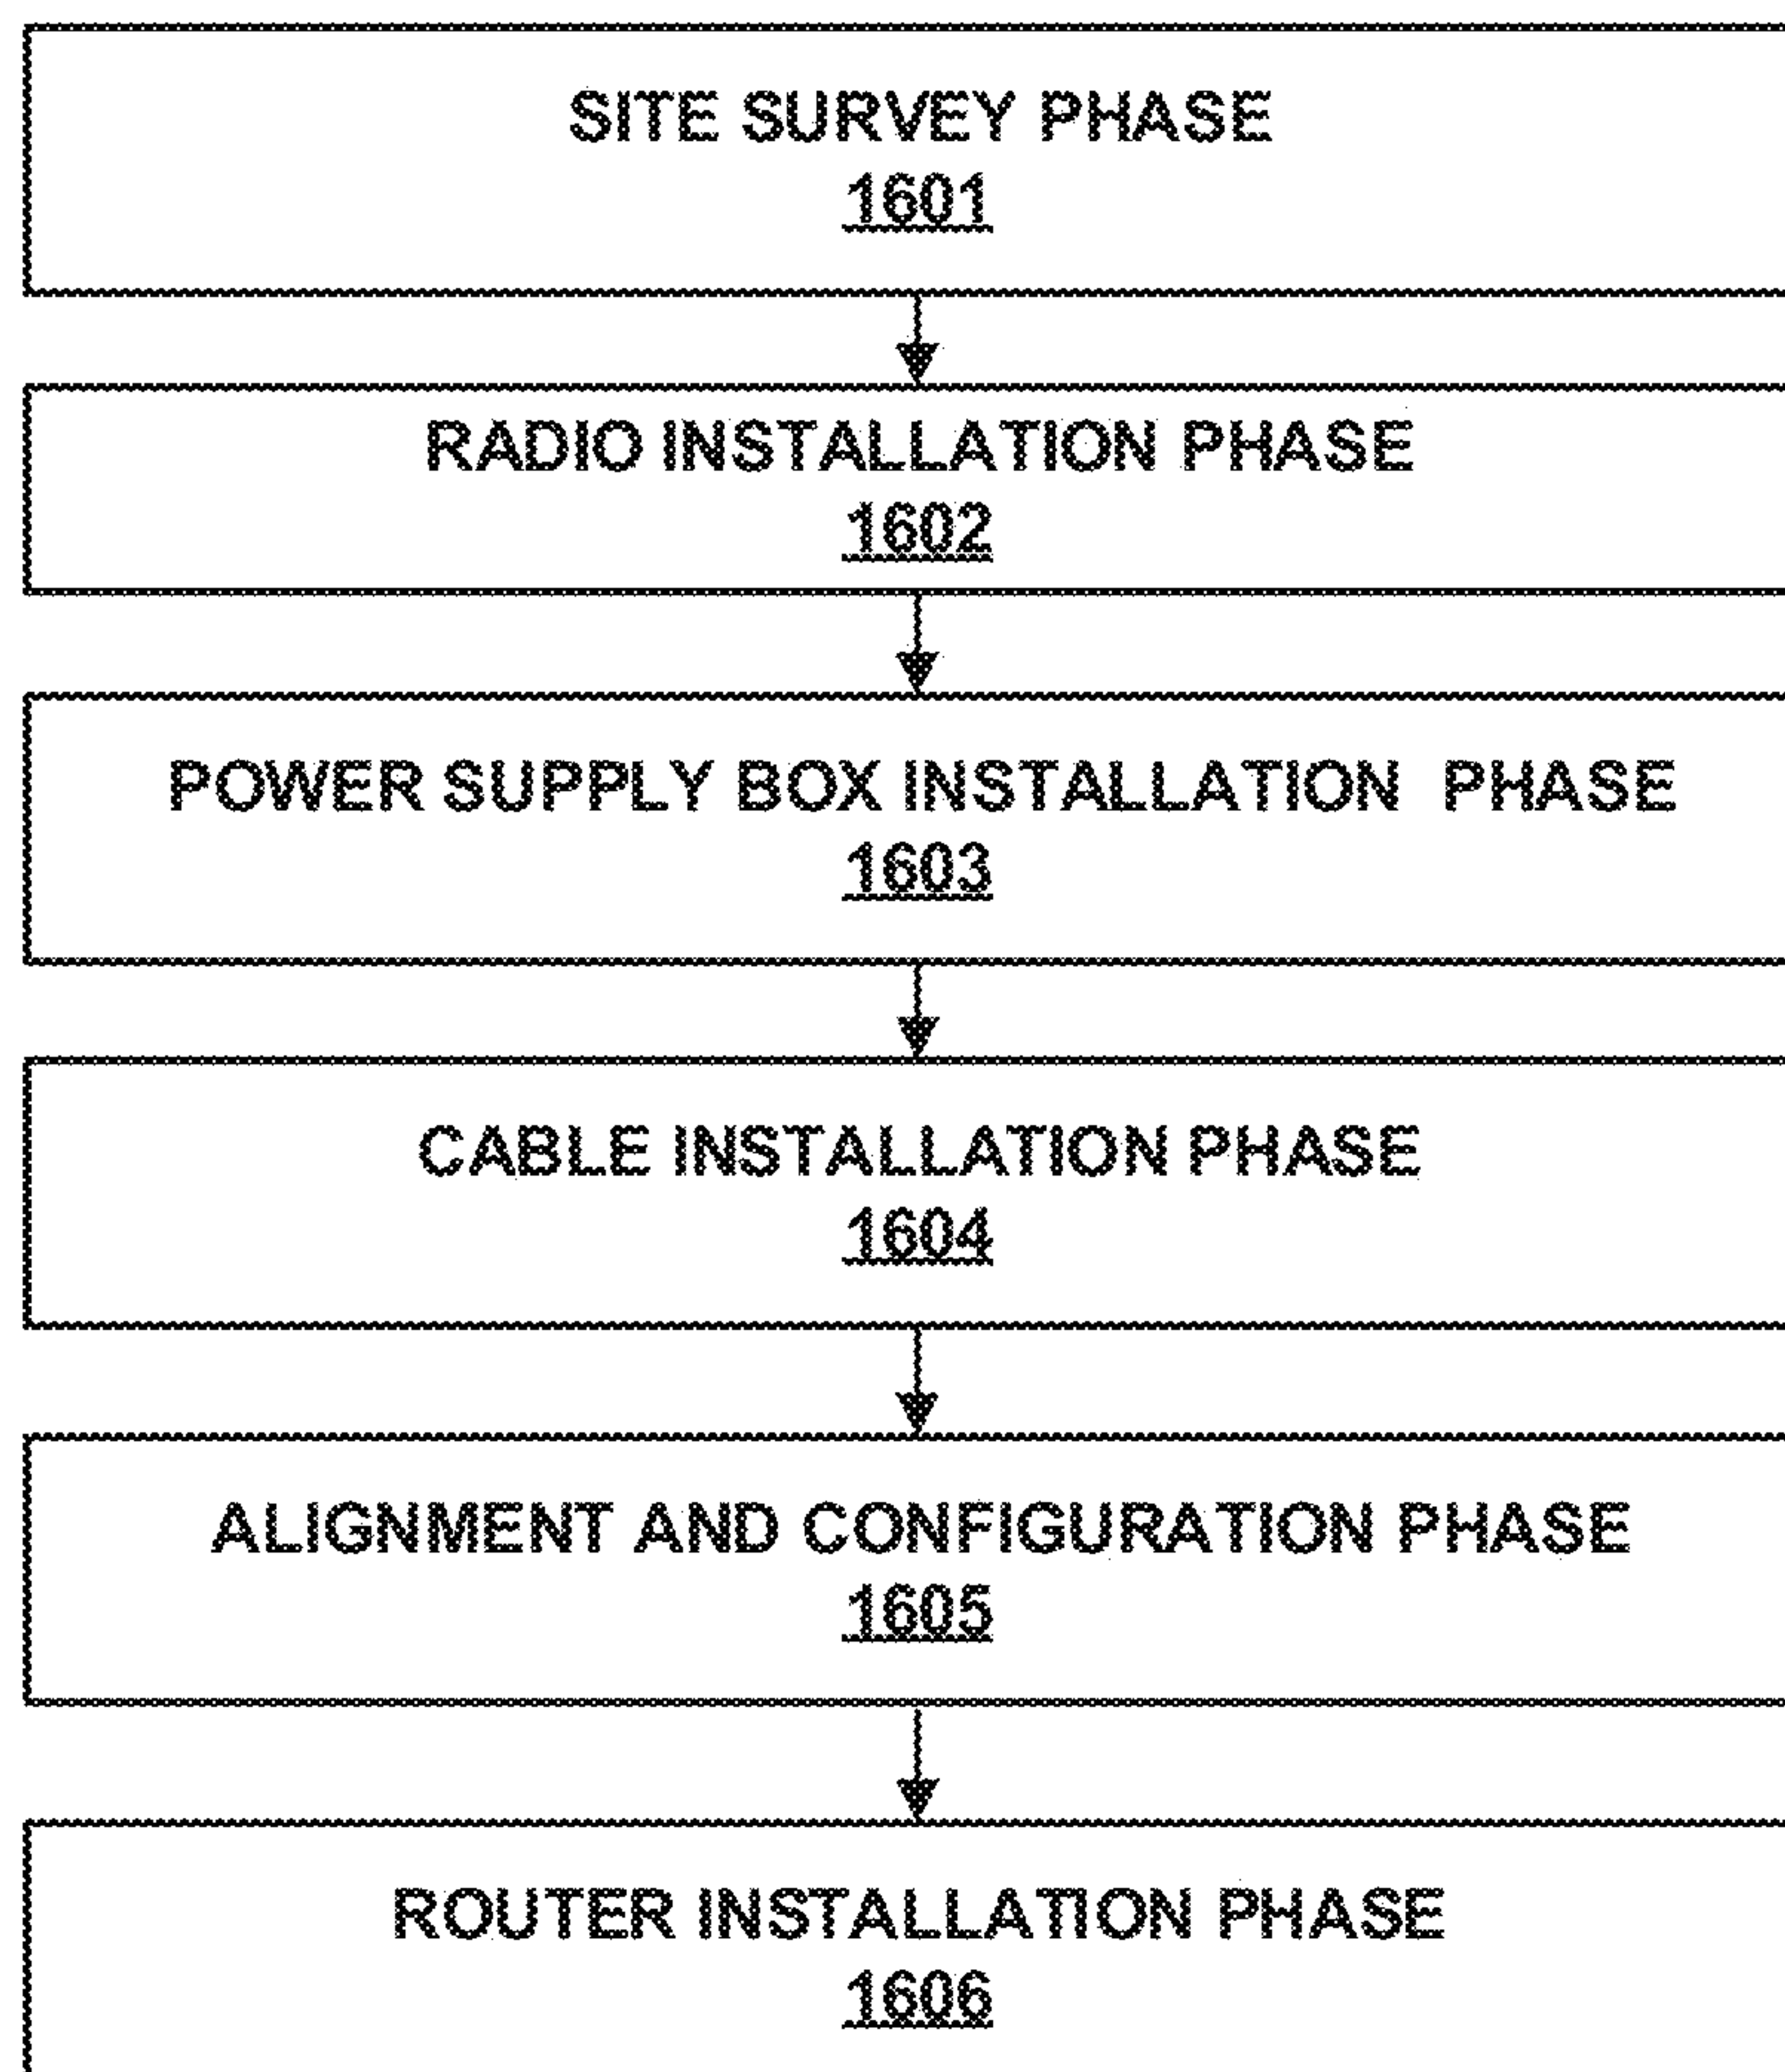 SITE SURVEY PHASE
1601
RADIO INSTALLATION PHASE
1602
POWER SUPPLY BOX INSTALLATION PHASE
1603
CABLE INSTALLATION PHASE
1604
ALIGNMENT AND CONFIGURATION PHASE
1605
ROUTER INSTALLATION PHASE
1606